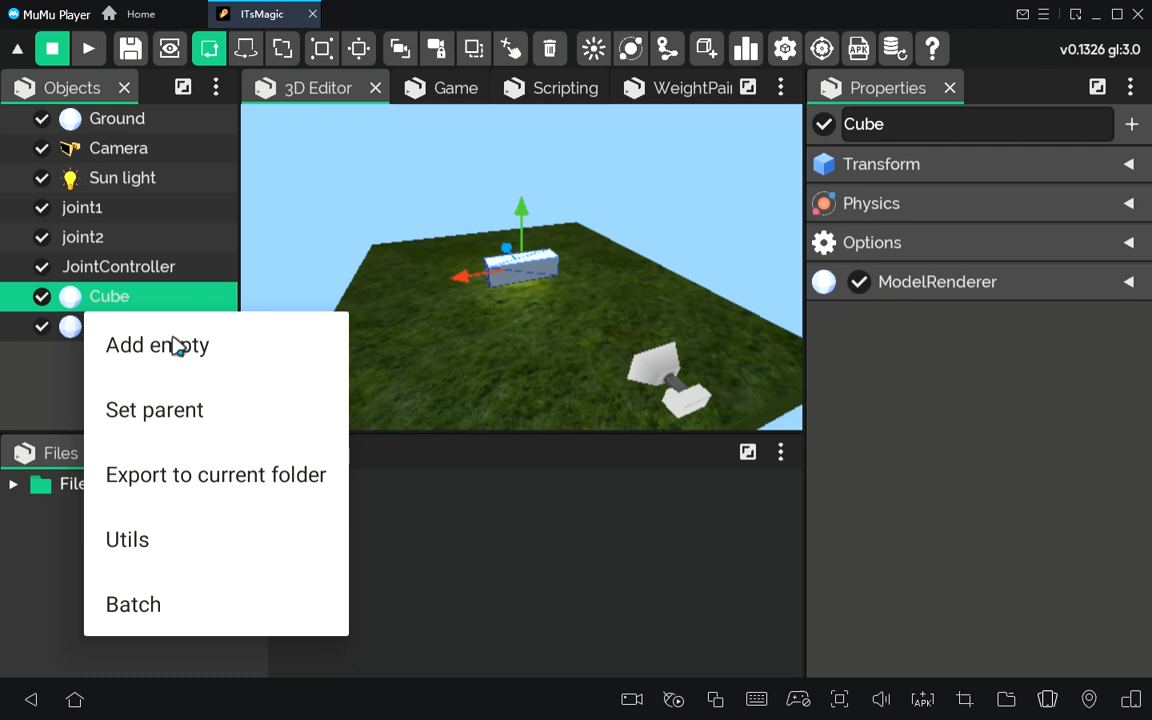 MuMu Player
Home
ITsMagic
APK
v0.1326 gl:3.0
Objects
3D Editor
Game
Scripting
WeightPai
Properties
Ground
Camera
Sun light
joint1
joint2
JointController
Cube
Cube
Transform
Physics
Options
ModelRenderer
Add empty
Set parent
Export to current folder
Utils
Batch
Files
File
APK